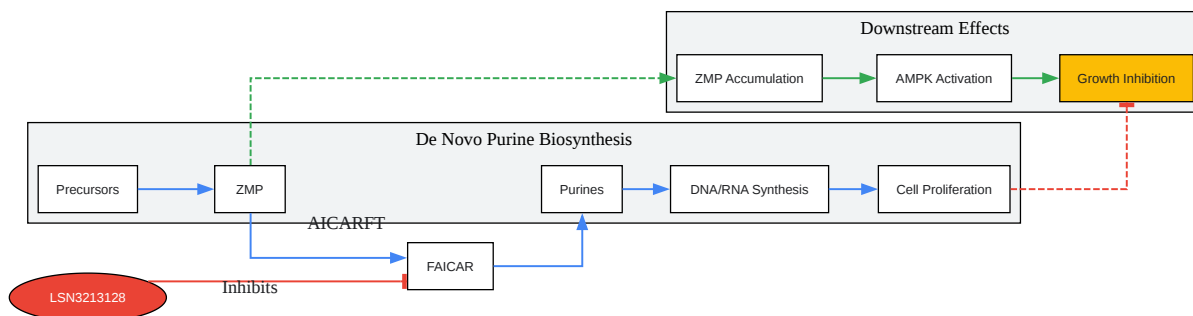 Downstream Effects
ZMP Accumulation
AMPK Activation
Growth Inhibition
De Novo Purine Biosynthesis
Precursors
ZMP
Purines
DNA/RNA Synthesis
Cell Proliferation
AICARFT
FAICAR
Inhibits
LSN3213128